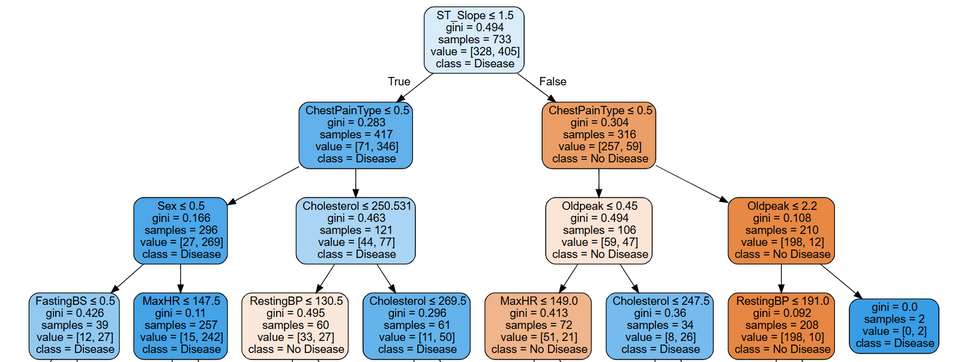 ST_Slope ≤ 1.5
gini = 0.494
samples = 733
value = [328, 405]
class = Disease
True
False
ChestPainType ≤ 0.5
gini = 0.283
samples = 417
value = [71, 346]
class = Disease
ChestPainType ≤ 0.5
gini = 0.304
samples = 316
value = [257, 59]
class = No Disease
Sex ≤ 0.5
gini = 0.166
samples = 296
value = [27, 269]
class = Disease
Cholesterol ≤ 250.531
gini = 0.463
samples = 121
value = [44, 77]
class = Disease
Oldpeak ≤ 0.45
gini = 0.494
samples = 106
value = [59, 47]
class = No Disease
Oldpeak ≤ 2.2
gini = 0.108
samples = 210
value = [198, 12]
class = No Disease
FastingBS ≤ 0.5
gini = 0.426
samples = 39
value = [12, 27]
class = Disease
MaxHR ≤ 147.5
gini = 0.11
samples = 257
value = [15, 242]
class = Disease
RestingBP ≤ 130.5
gini = 0.495
samples = 60
value = [33, 27]
class = No Disease
Cholesterol ≤ 269.5
gini = 0.296
samples = 61
value = [11, 50]
class = Disease
MaxHR ≤ 149.0
gini = 0.413
samples = 72
value = [51, 21]
class = No Disease
Cholesterol ≤ 247.5
gini = 0.36
samples = 34
value = [8, 26]
class = Disease
RestingBP ≤ 191.0
gini = 0.092
samples = 208
value = [198, 10]
class = No Disease
gini = 0.0
samples = 2
value = [0, 2]
class = Disease